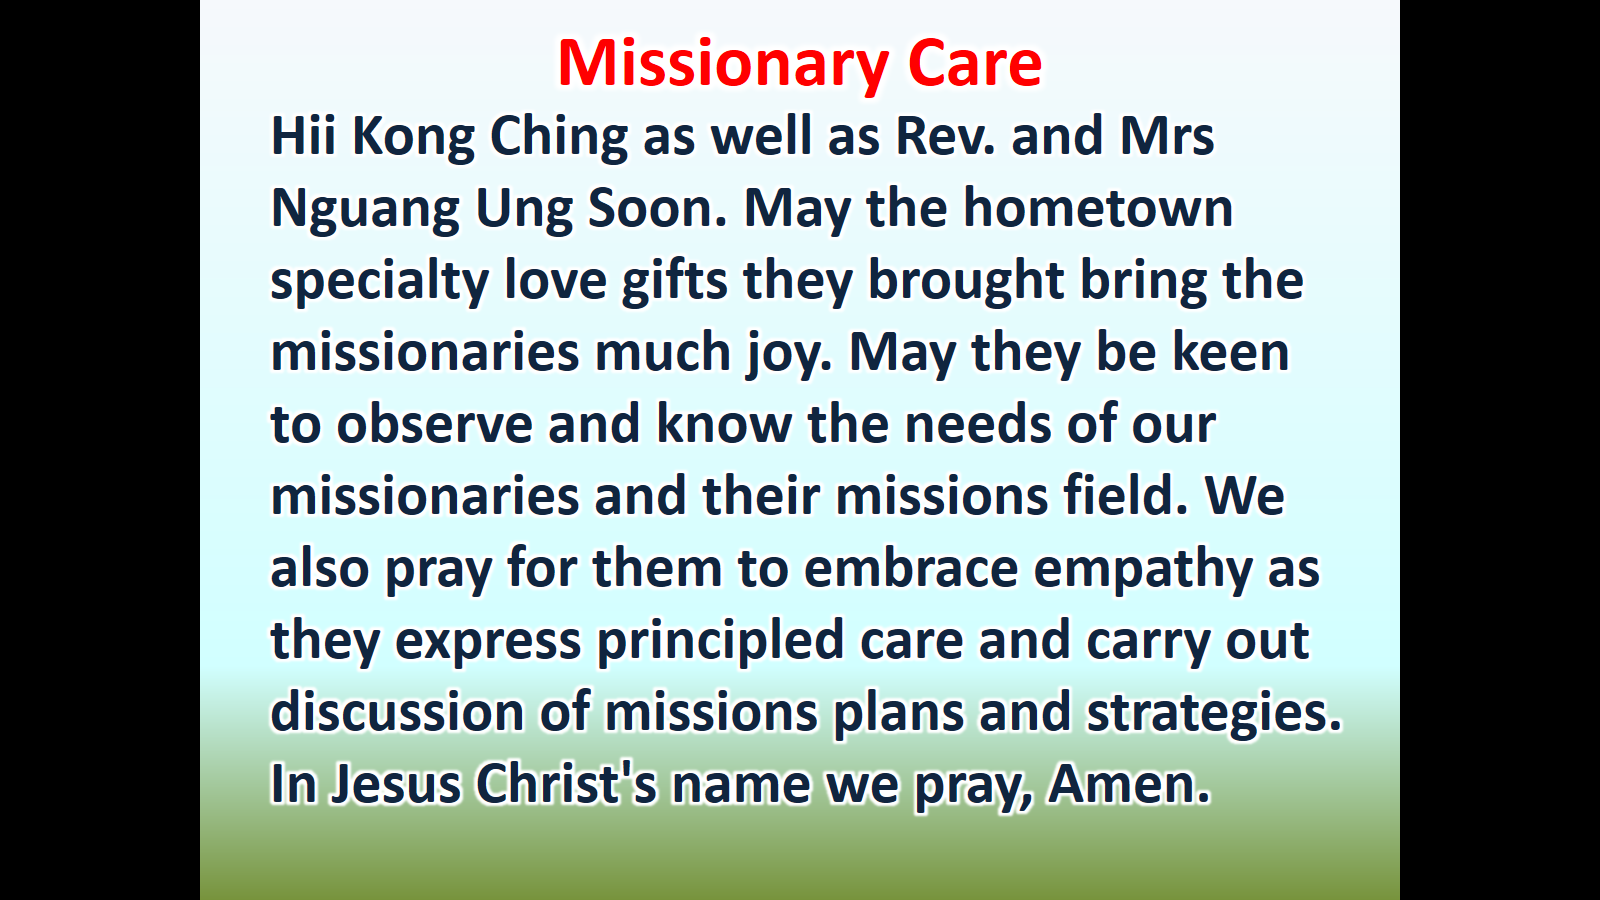 Missionary Care
Hii Kong Ching as well as Rev. and Mrs
Nguang Ung Soon. May the hometown
specialty love gifts they brought bring the
missionaries much joy. May they be keen
to observe and know the needs of our
missionaries and their missions field. We
also pray for them to embrace empathy as
they express principled care and carry out
discussion of missions plans and strategies.
In Jesus Christ's name we pray, Amen.